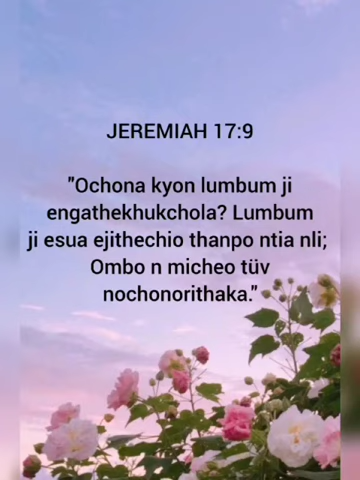 JEREMIAH 17:9
"Ochona kyon lumbum ji
engathekhukchola? Lumbum
ji esua ejithechio thanpo ntia nli;
Ombo n micheo tüv
nochonorithaka."